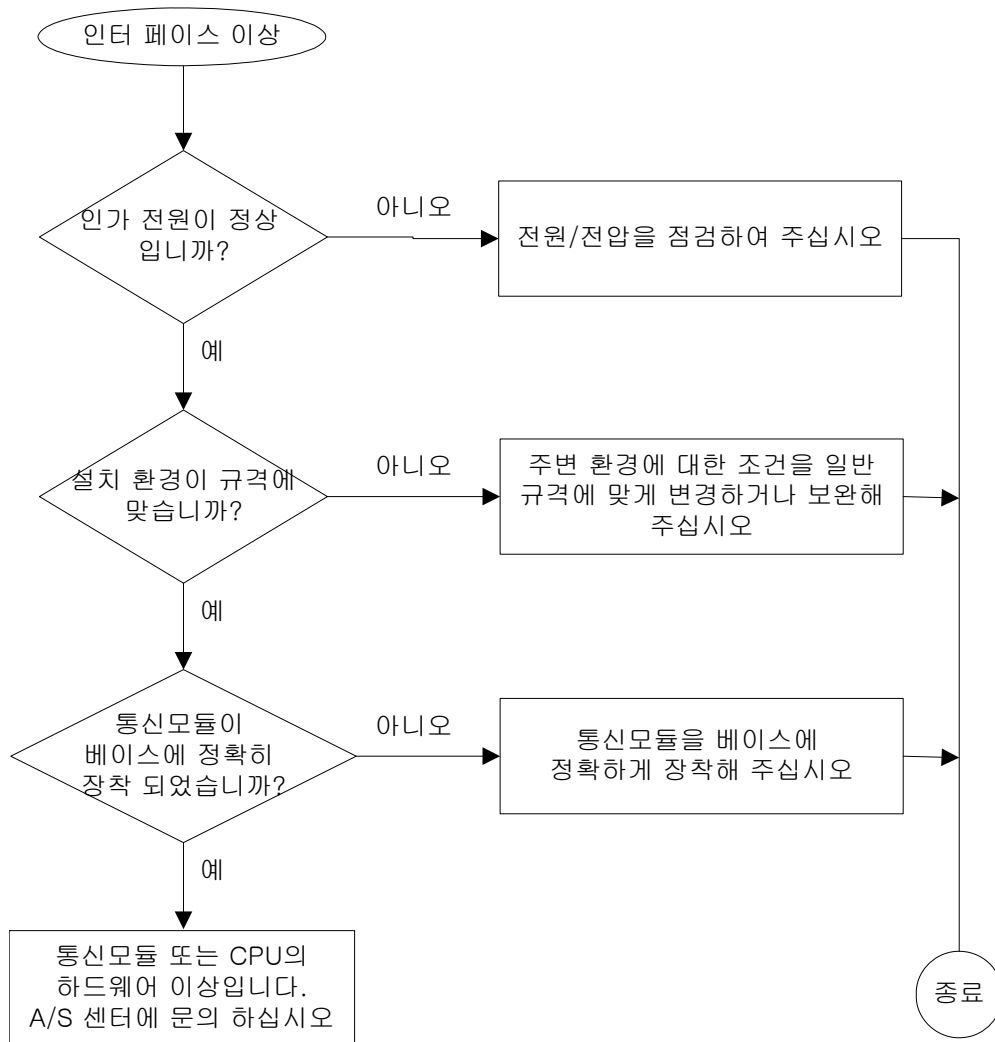 인터 페이스 이상
인가 전원이 정상
입니까?
아니오
전원/전압을 점검하여 주십시오
예
설치 환경이 규격에
맞습니까?
아니오
주변 환경에 대한 조건을 일반
규격에 맞게 변경하거나 보완해
주십시오
예
통신모듈이
베이스에 정확히
장착 되었습니까?
아니오
통신모듈을 베이스에
정확하게 장착해 주십시오
예
통신모듈 또는 CPU의
하드웨어 이상입니다.
A/S 센터에 문의 하십시오
종료